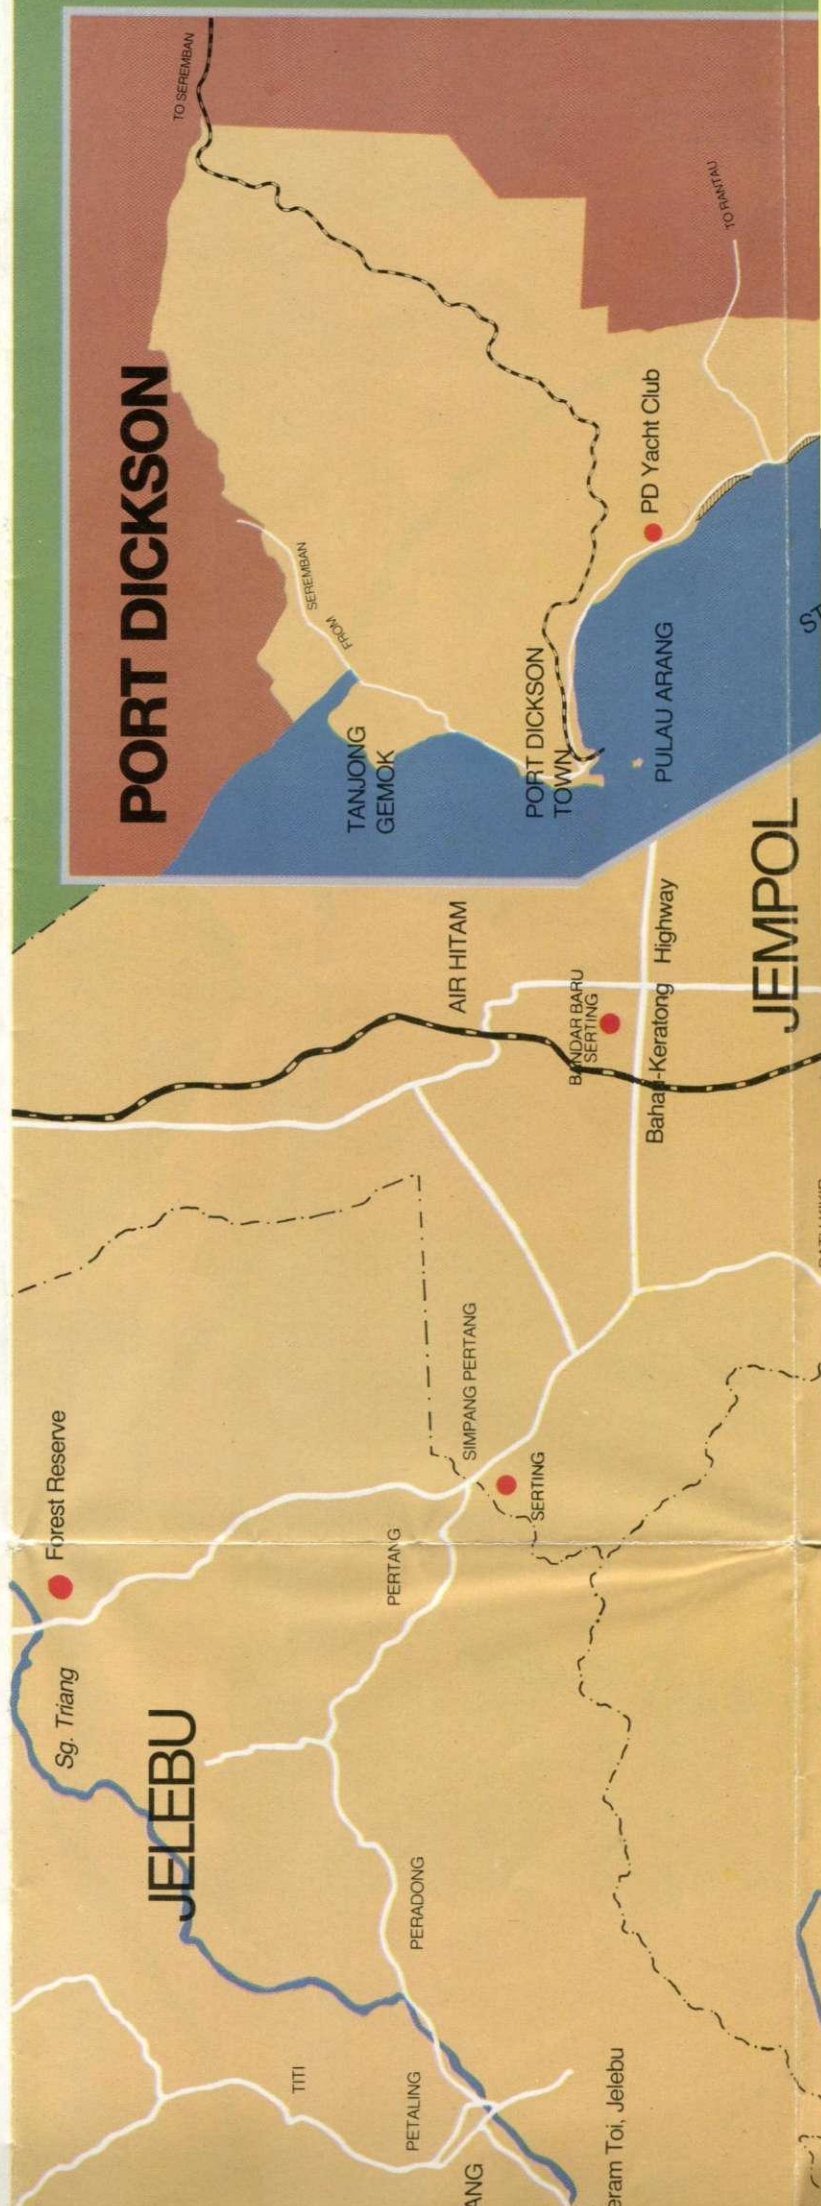 PORT DICKSON
TO SEREMBAN
TO RANTAU
FROM
SEREMBAN
TANJONG
GEMOK
PORT DICKSON
TOWN
PD Yacht Club
PULAU ARANG
AIR HITAM
BANDAR BARU
SERTING
Bahau-Keratong Highway
JEMPOL
Forest Reserve
Sg. Triang
JELEBU
PERTANG
SIMPANG PERTANG
SERTING
PERADONG
TITI
PETALING
ANG
eram Toi, Jelebu